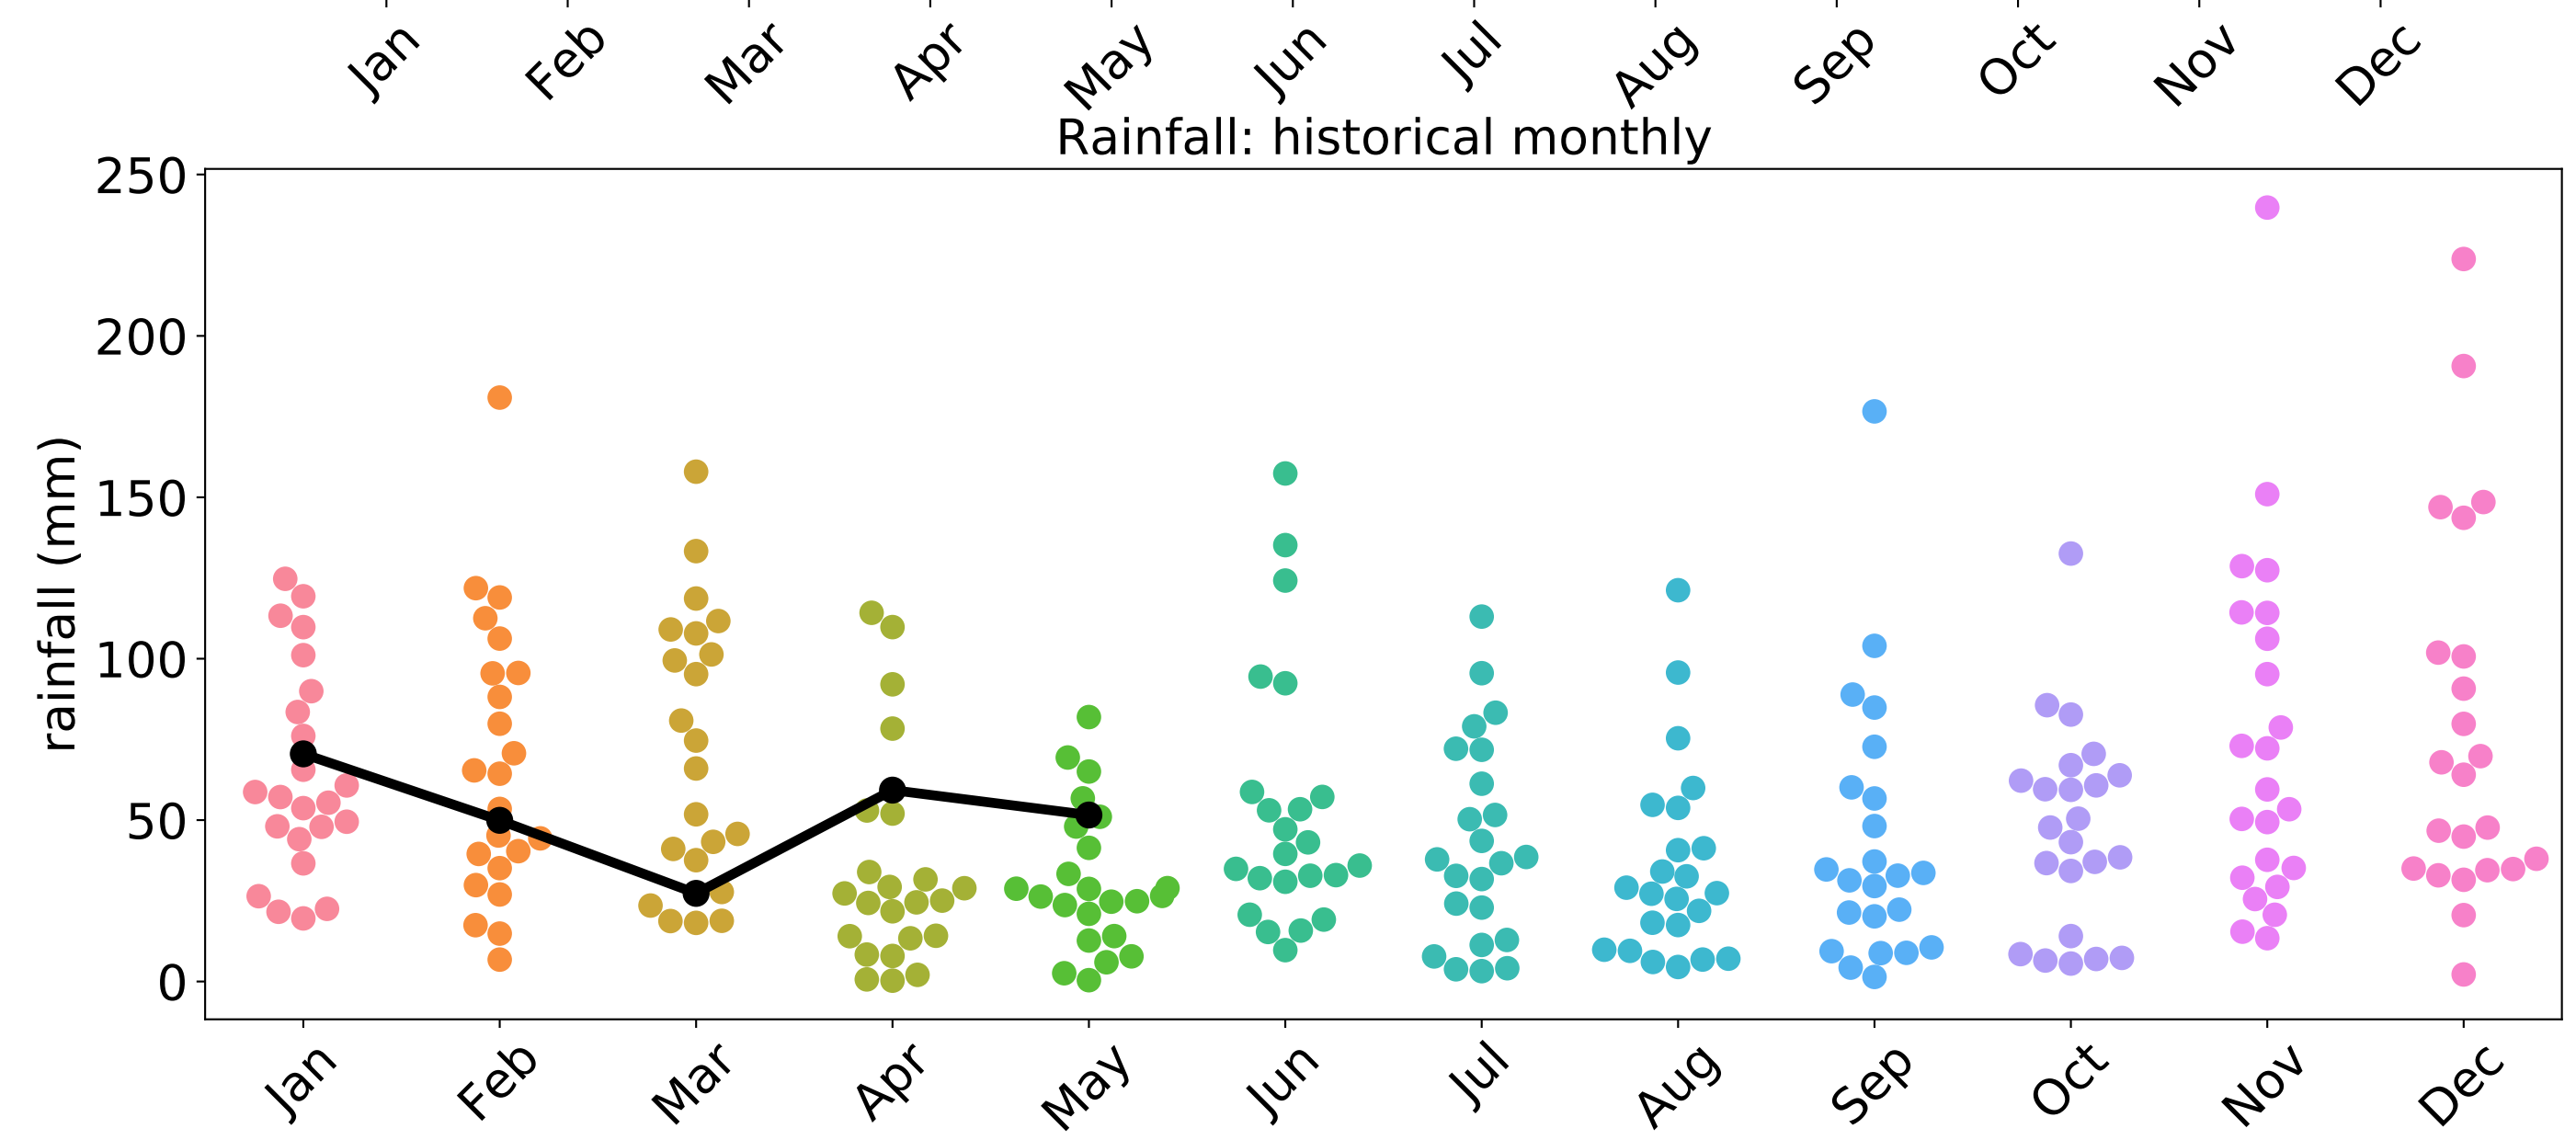 Jan Feb Mar Apr May Jun Jul Aug Sep Oct Nov Dec
Rainfall: historical monthly
250
200
150
100
50
0
rainfall (mm)
Jan Feb Mar Apr May Jun Jul Aug Sep Oct Nov Dec